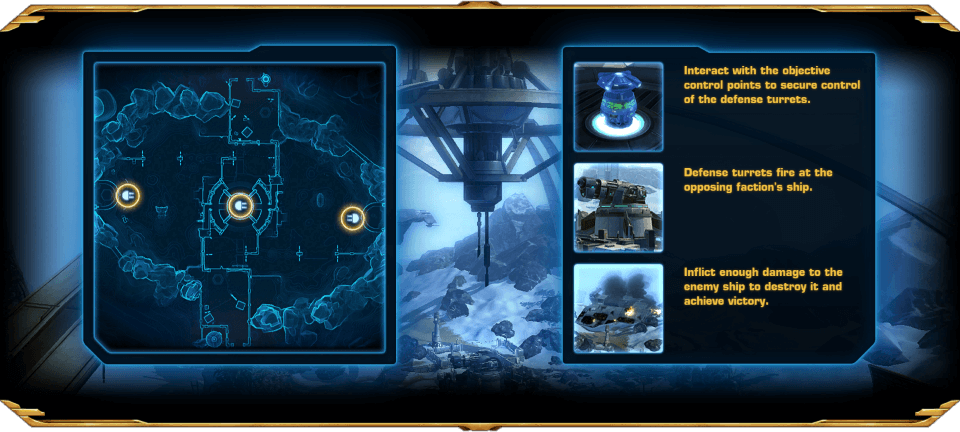 Interact with the objective
control points to secure control
of the defense turrets.
Defense turrets fire at the
opposing faction's ship.
Inflict enough damage to the
enemy ship to destroy it and
achieve victory.